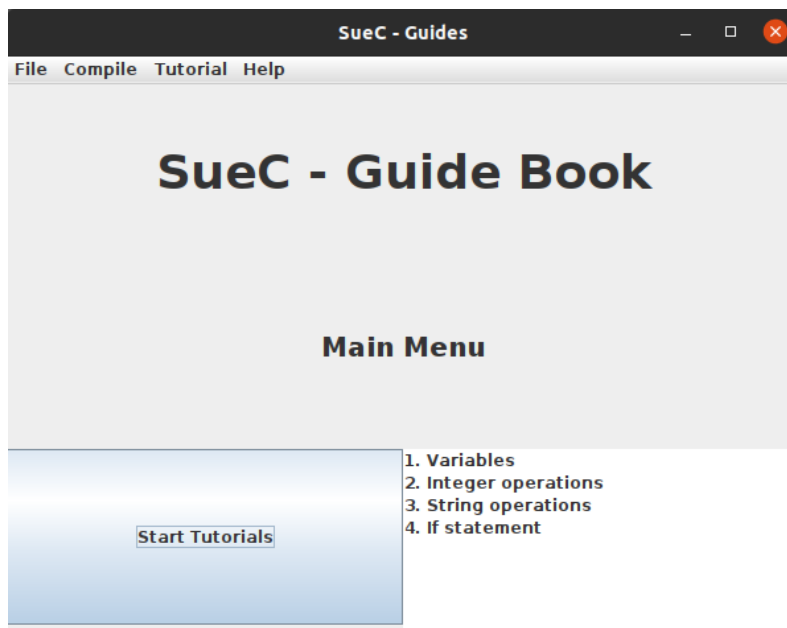 SueC - Guides
File Compile Tutorial Help
SueC - Guide Book
Main Menu
Start Tutorials
1. Variables
2. Integer operations
3. String operations
4. If statement